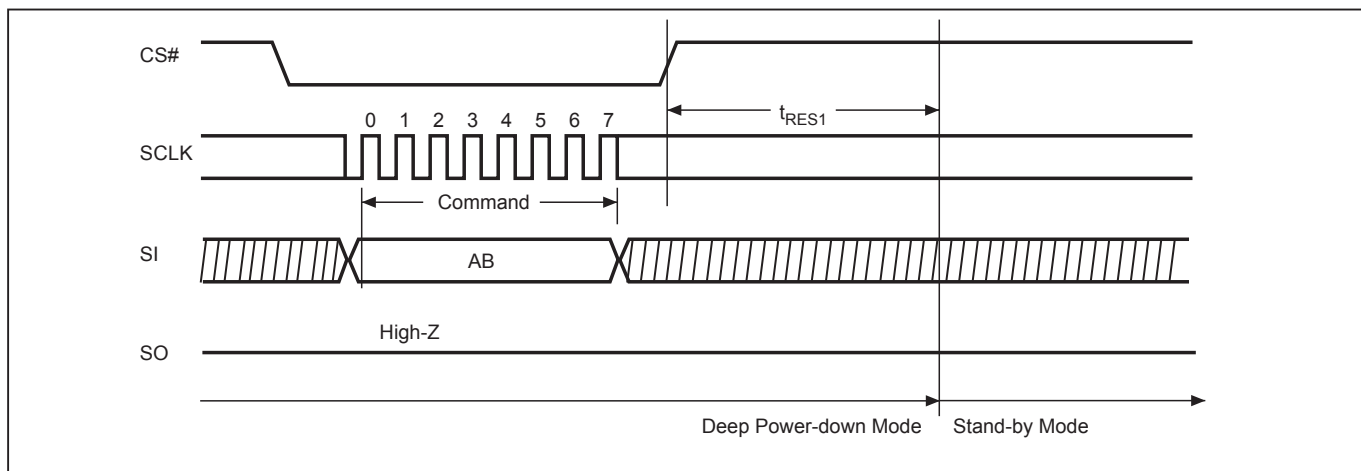 CS#
tRES1
0 1 2 3 4 5 6 7
SCLK
Command
SI
AB
High-Z
SO
Deep Power-down Mode Stand-by Mode